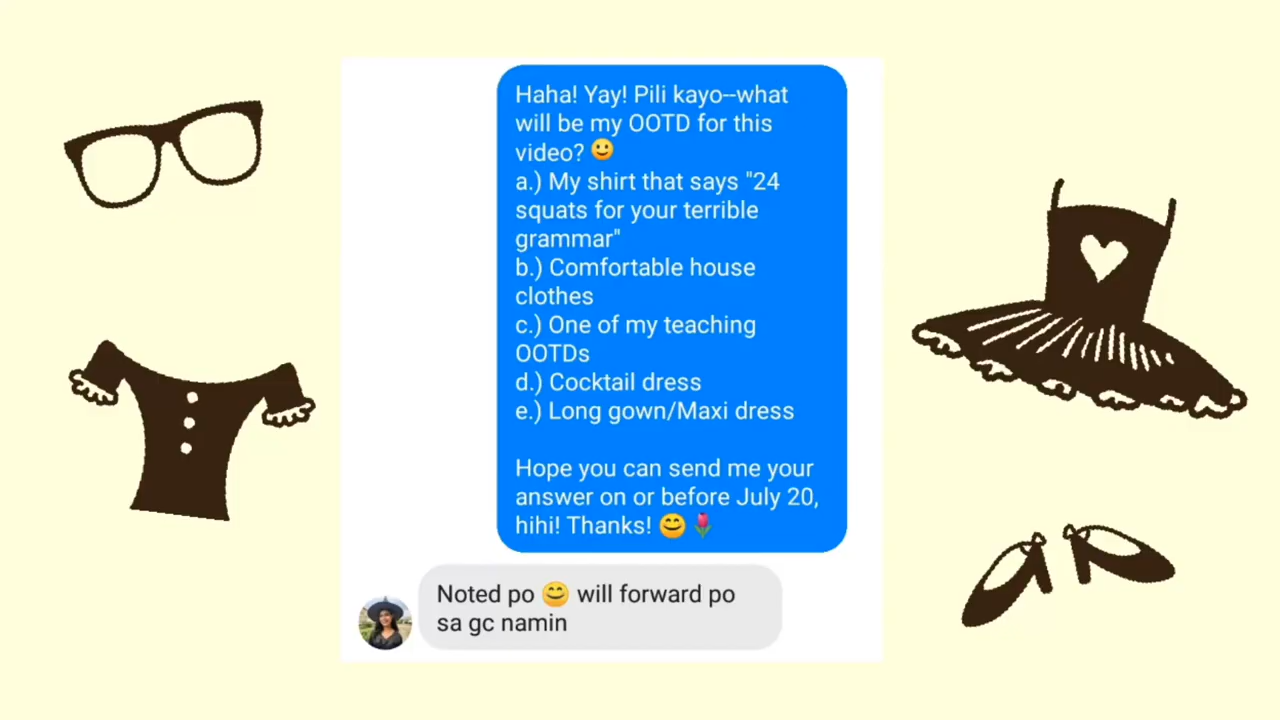 Haha! Yay! Pili kayo--what
will be my OOTD for this
video? 🙂
a.) My shirt that says "24
squats for your terrible
grammar"
b.) Comfortable house
clothes
c.) One of my teaching
OOTDs
d.) Cocktail dress
e.) Long gown/Maxi dress
Hope you can send me your
answer on or before July 20,
hihi! Thanks! 😊🌷
Noted po 😊 will forward po
sa gc namin